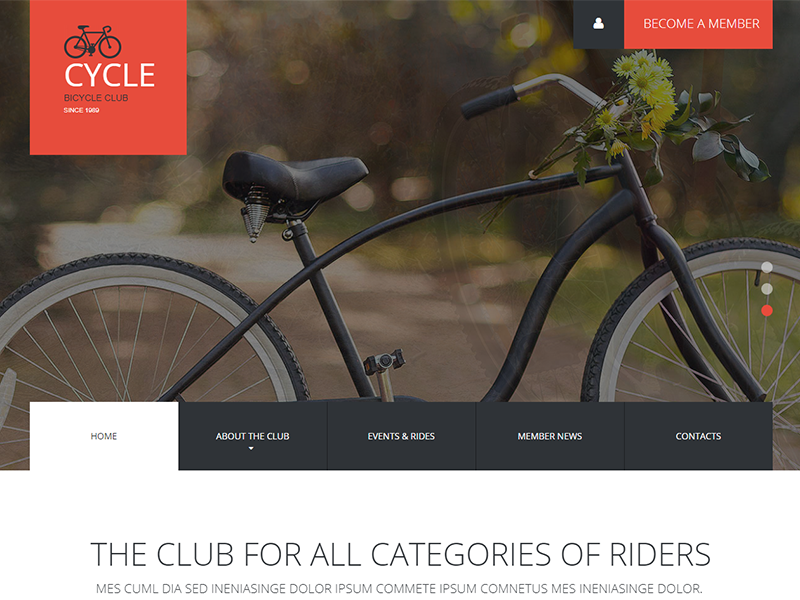 BECOME A MEMBER
CYCLE
BICYCLE CLUB
SINCE 1989
HOME
ABOUT THE CLUB
EVENTS & RIDES
MEMBER NEWS
CONTACTS
THE CLUB FOR ALL CATEGORIES OF RIDERS
MES CUML DIA SED INENIASINGE DOLOR IPSUM COMMETE IPSUM COMNETUS MES INENIASINGE DOLOR.